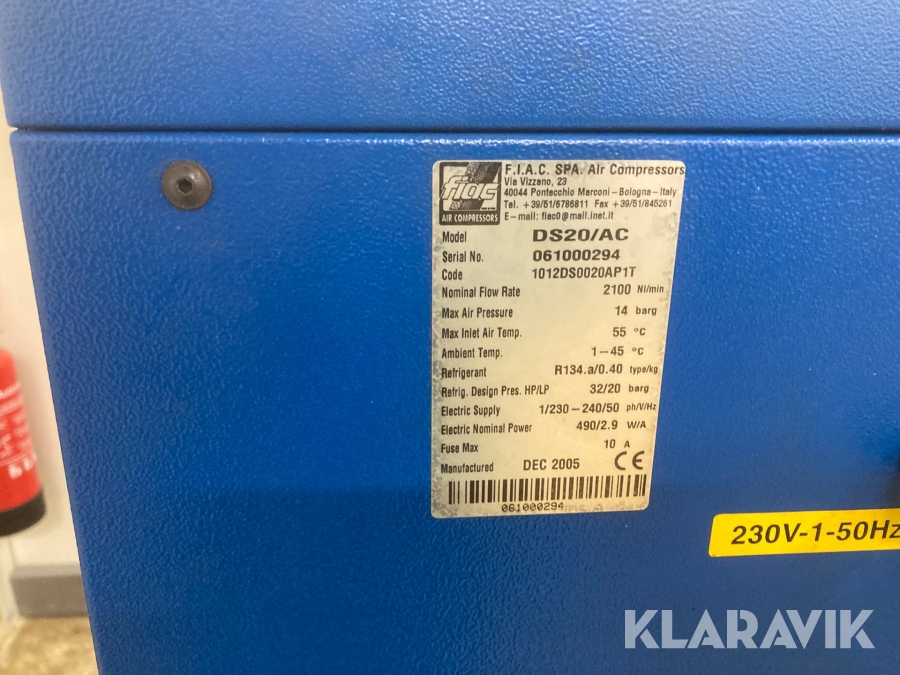 fiac
AIR COMPRESSORS
F.I.A.C. SPA. Air Compressors
Via Vizzano, 23
40044 Pontecchio Marconi-Bologna-Italy
Tel. +39/51/6786811 Fax +39/51/845261
E-mail: fiac0@mail.inet.it
Model DS20/AC
Serial No. 061000294
Code 1012DS0020AP1T
Nominal Flow Rate 2100 Nl/min
Max Air Pressure 14 barg
Max Inlet Air Temp. 55 °C
Ambient Temp. 1-45 °C
Refrigerant R134.a/0.40 type/kg
Refrig. Design Pres. HP/LP 32/20 barg
Electric Supply 1/230-240/50 ph/V/Hz
Electric Nominal Power 490/2.9 W/A
Fuse Max 10 A
Manufactured DEC 2005 CE
061000294
230V-1-50Hz
KLARAVIK